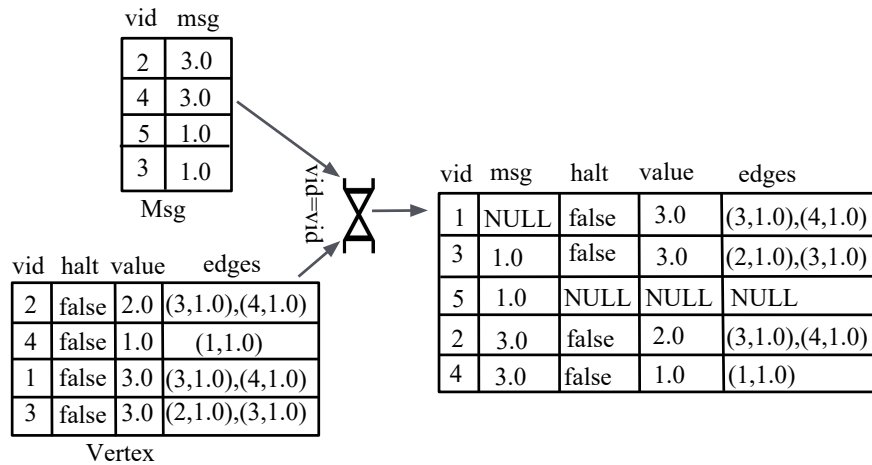 vid msg
2 3.0
4 3.0
5 1.0
3 1.0
Msg
vid=vid
vid halt value edges
2 false 2.0 (3,1.0),(4,1.0)
4 false 1.0 (1,1.0)
1 false 3.0 (3,1.0),(4,1.0)
3 false 3.0 (2,1.0),(3,1.0)
Vertex
vid msg halt value edges
1 NULL false 3.0 (3,1.0),(4,1.0)
3 1.0 false 3.0 (2,1.0),(3,1.0)
5 1.0 NULL NULL NULL
2 3.0 false 2.0 (3,1.0),(4,1.0)
4 3.0 false 1.0 (1,1.0)